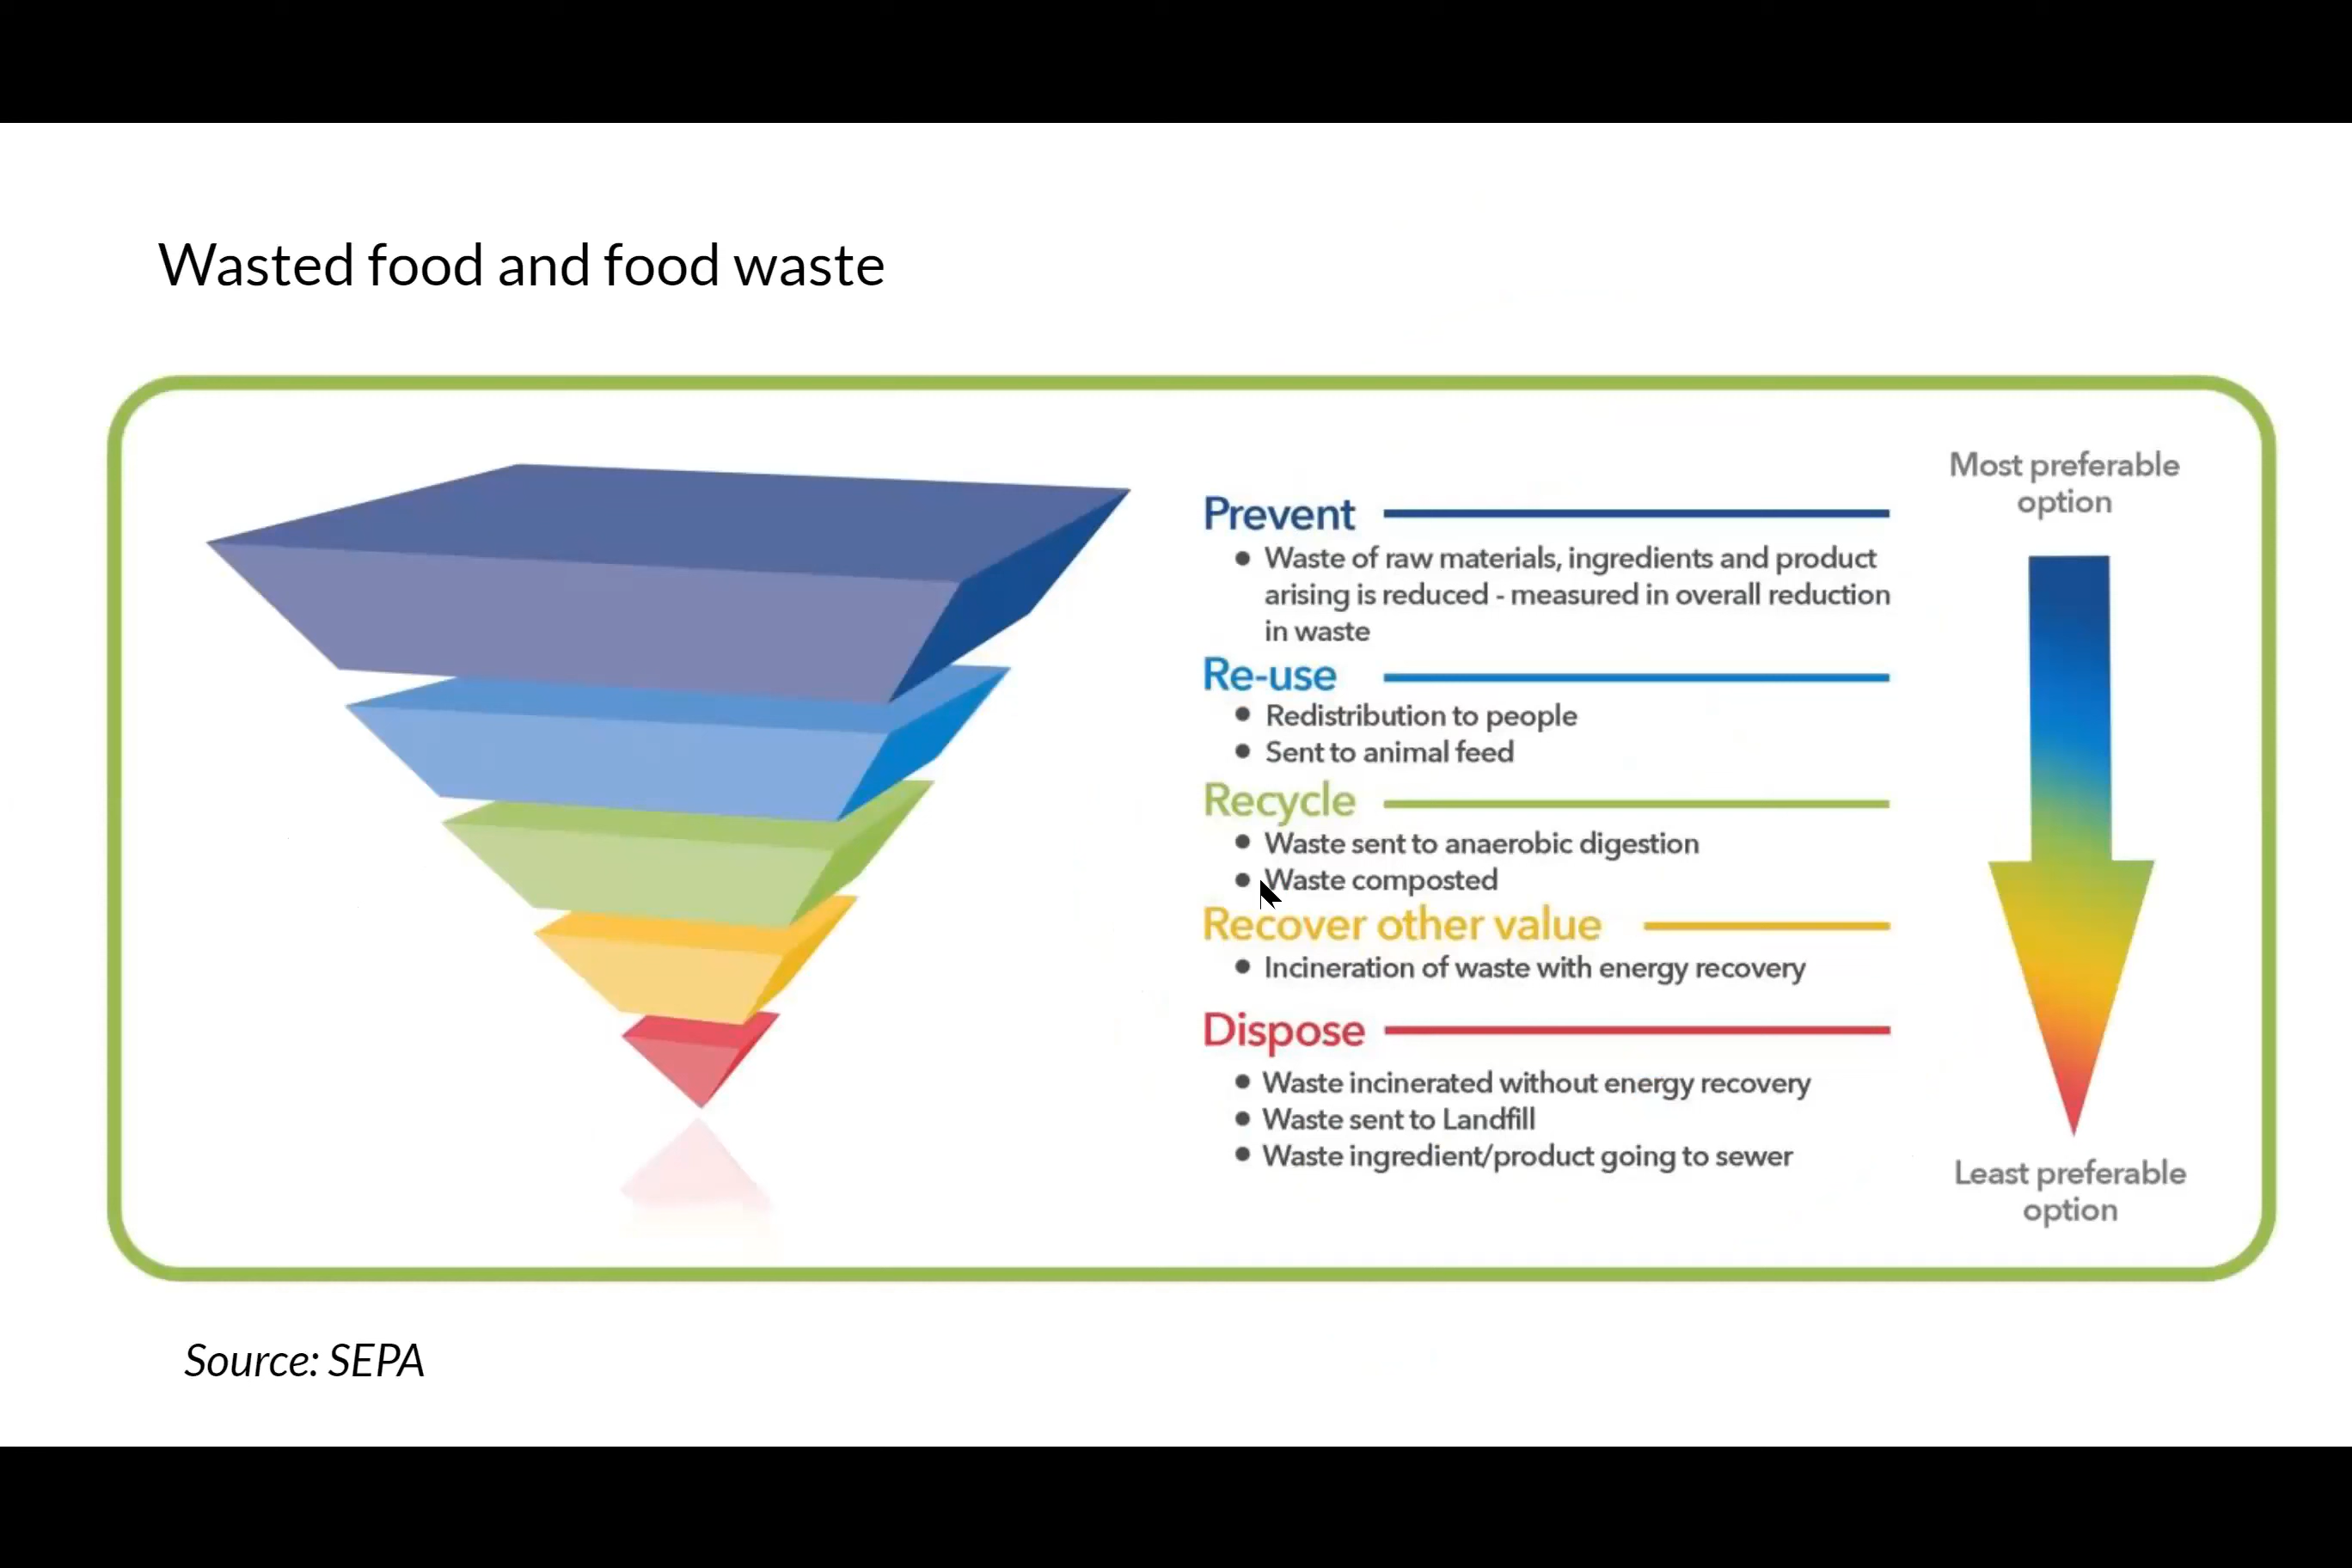 Wasted food and food waste
Most preferable
option
Prevent
● Waste of raw materials, ingredients and product
arising is reduced - measured in overall reduction
in waste
Re-use
● Redistribution to people
● Sent to animal feed
Recycle
● Waste sent to anaerobic digestion
● Waste composted
Recover other value
● Incineration of waste with energy recovery
Dispose
● Waste incinerated without energy recovery
● Waste sent to Landfill
● Waste ingredient/product going to sewer
Least preferable
option
Source: SEPA